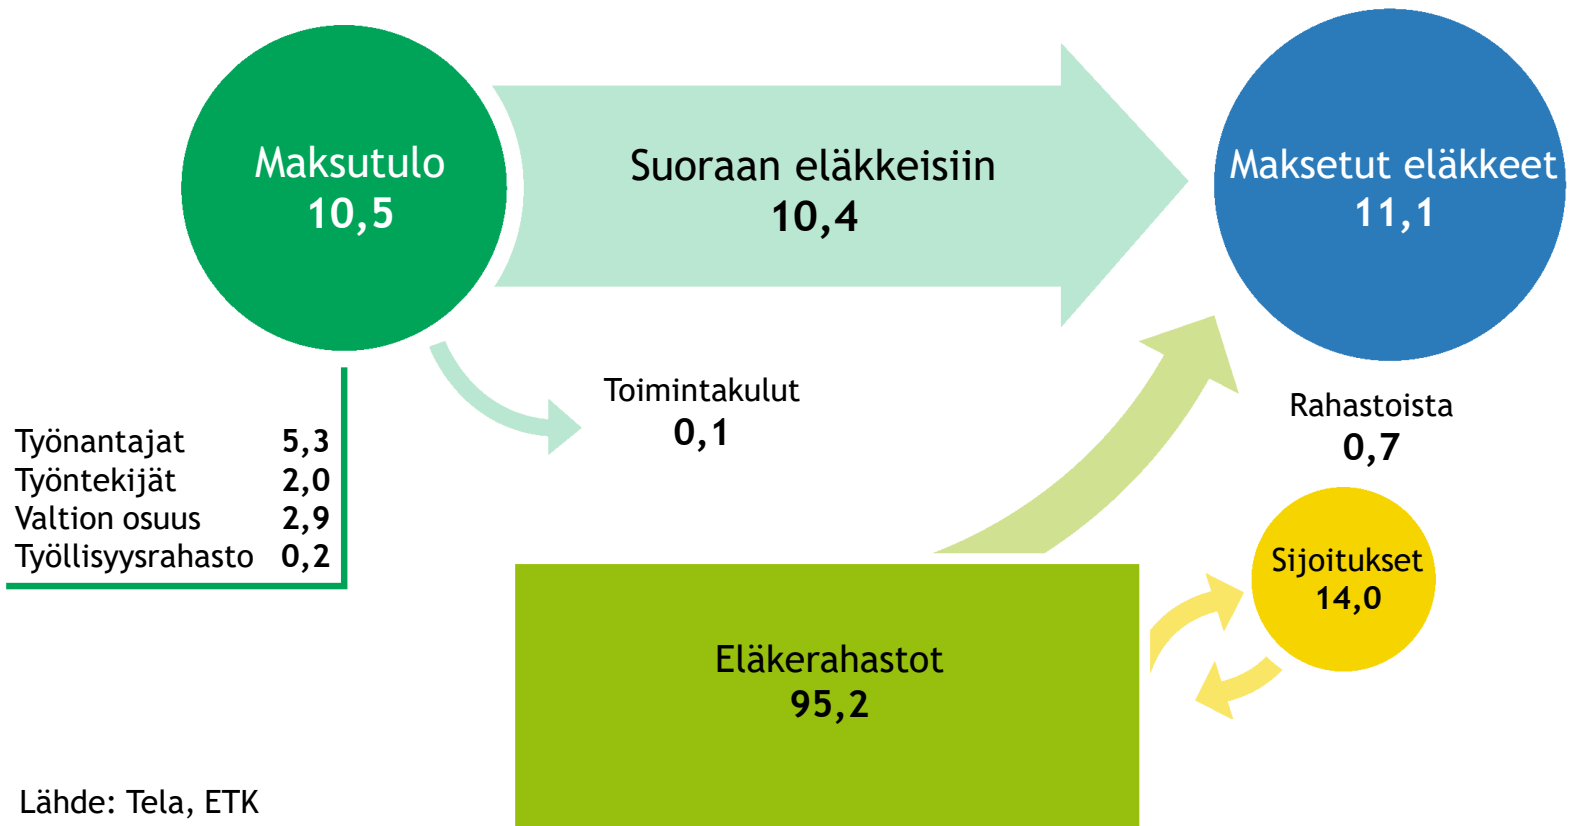 Maksutulo
10,5
Suoraan eläkkeisiin
10,4
Maksetut eläkkeet
11,1
Toimintakulut
0,1
Rahastoista
0,7
Työnantajat 5,3
Työntekijät 2,0
Valtion osuus 2,9
Työllisyysrahasto 0,2
Sijoitukset
14,0
Eläkerahastot
95,2
Lähde: Tela, ETK